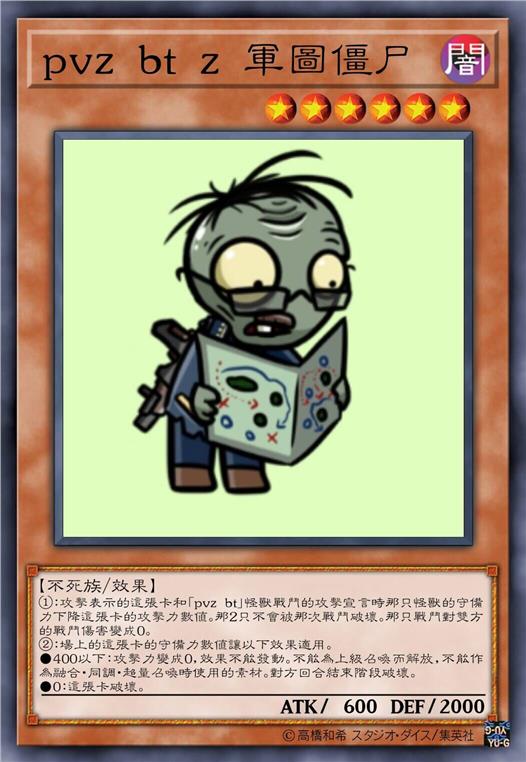 pvz bt z 軍圖僵尸
闇
【不死族/效果】
①:攻擊表示的這張卡和「pvz bt」怪獸戰鬥的攻擊宣言時那只怪獸的守備
力下降這張卡的攻擊力數值。那2只不會被那次戰鬥破壞。那只戰鬥對雙方
的戰鬥傷害變成0。
②:場上的這張卡的守備力數值讓以下效果適用。
●400以下:攻擊力變成0,效果不能發動。不能為上級召喚而解放,不能作
為融合·同調·超量召喚時使用的素材。對方回合結束階段破壞。
●0:這張卡破壞。
ATK/ 600 DEF/2000
©高橋和希 スタジオ・ダイス/集英社
YU-G